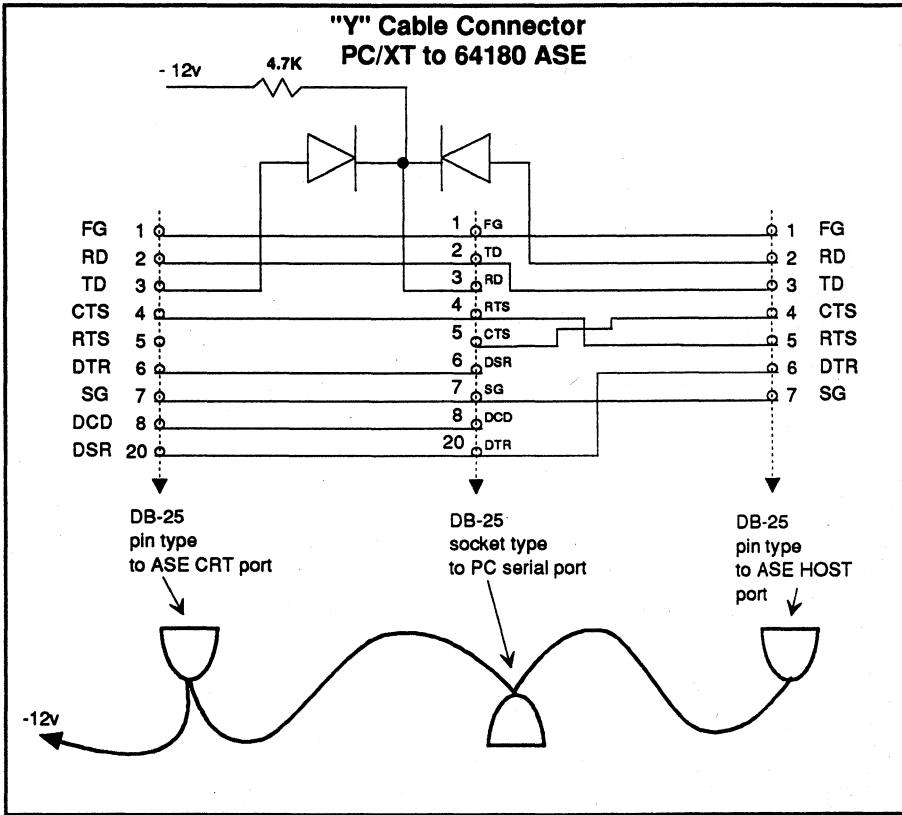 "Y" Cable Connector
PC/XT to 64180 ASE
- 12v 4.7K
FG 1 1 FG 1 FG
RD 2 2 TD 2 RD
TD 3 3 RD 3 TD
CTS 4 4 RTS 4 CTS
RTS 5 5 CTS 5 RTS
DTR 6 6 DSR 6 DTR
SG 7 7 SG 7 SG
DCD 8 8 DCD
DSR 20 20 DTR
DB-25
pin type
to ASE CRT port
DB-25
socket type
to PC serial port
DB-25
pin type
to ASE HOST
port
-12v